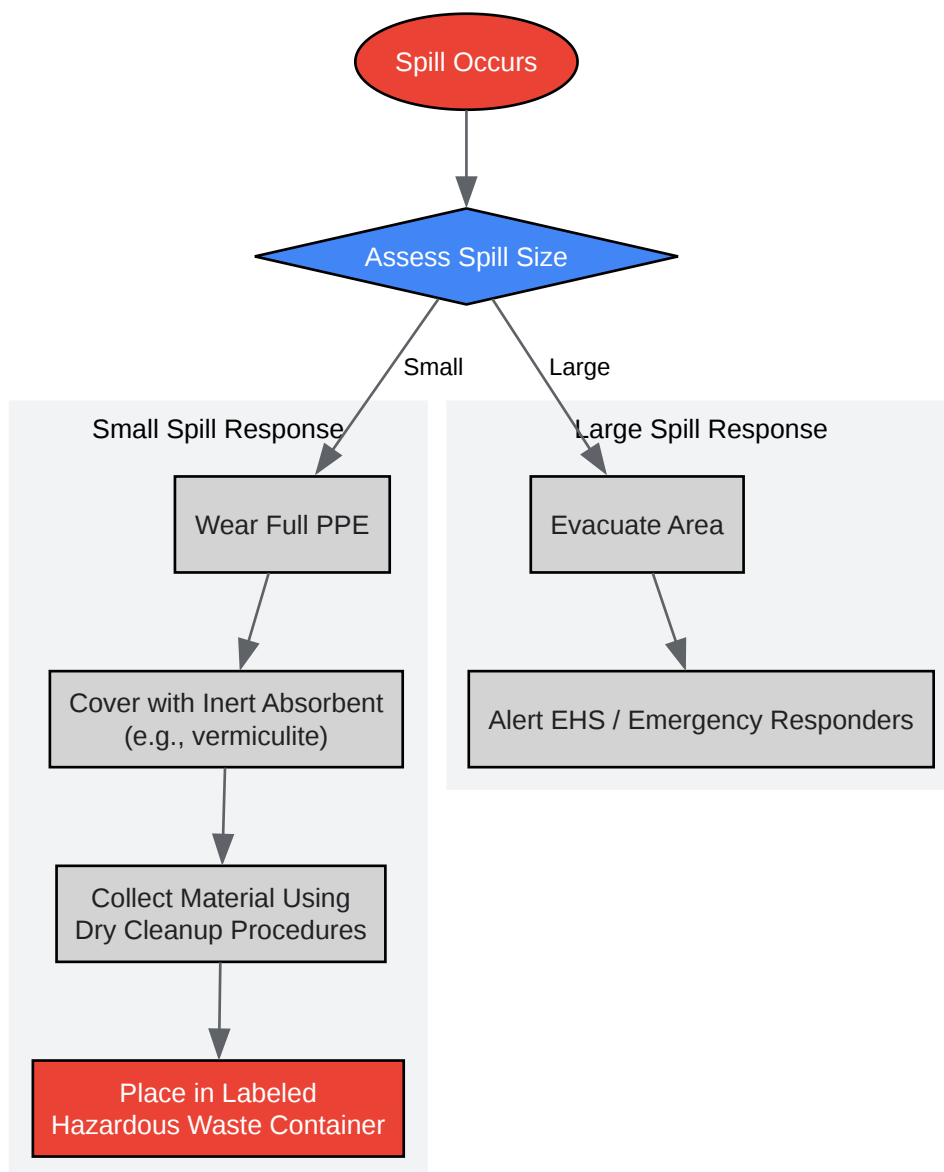 Spill Occurs
Assess Spill Size
Small
Large
Small Spill Response
Wear Full PPE
Cover with Inert Absorbent
(e.g., vermiculite)
Collect Material Using
Dry Cleanup Procedures
Place in Labeled
Hazardous Waste Container
Large Spill Response
Evacuate Area
Alert EHS / Emergency Responders